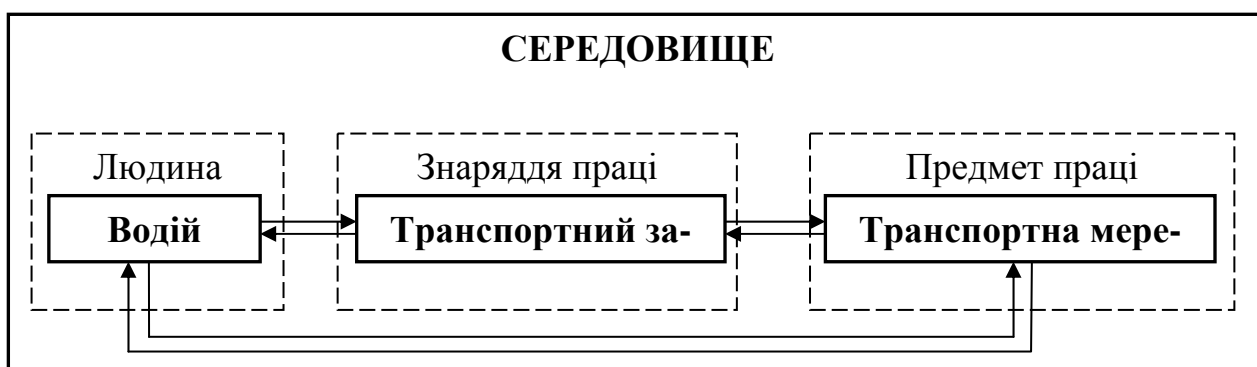 СЕРЕДОВИЩЕ
Людина
Знаряддя праці
Предмет праці
Водій
Транспортний за-
Транспортна мере-